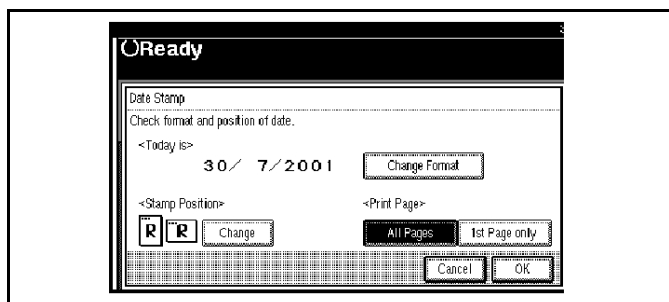 Ready
Date Stamp
Check format and position of date.
<Today is>
30/ 7/2001 Change Format
<Stamp Position> <Print Page>
R R Change All Pages 1st Page only
Cancel OK